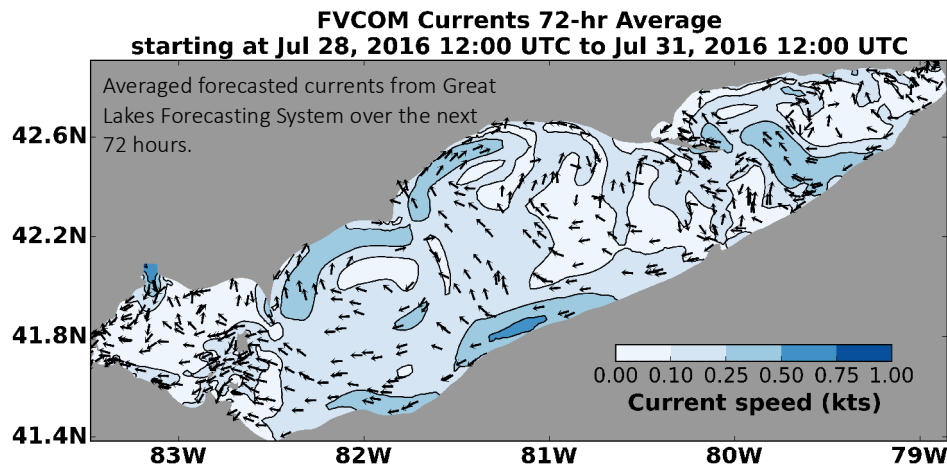 FVCOM Currents 72-hr Average
starting at Jul 28, 2016 12:00 UTC to Jul 31, 2016 12:00 UTC
Averaged forecasted currents from Great
Lakes Forecasting System over the next
72 hours.
42.6N
42.2N
41.8N
41.4N
0.00 0.10 0.25 0.50 0.75 1.00
Current speed (kts)
83W 82W 81W 80W 79W